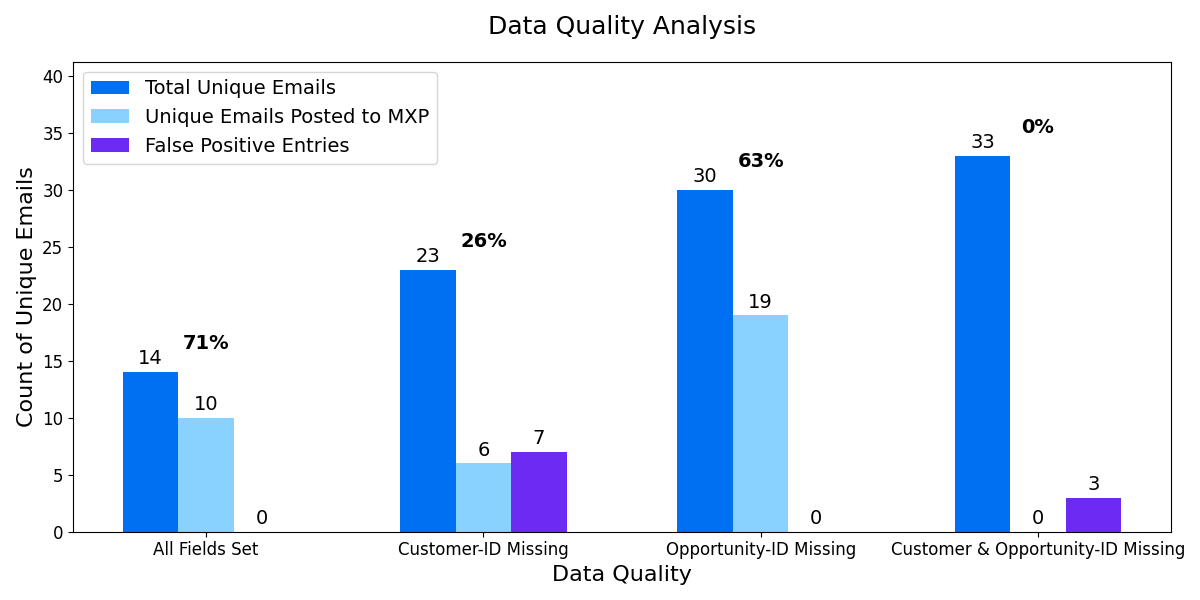 Data Quality Analysis
Total Unique Emails
Unique Emails Posted to MXP
False Positive Entries
Count of Unique Emails
40
35
30
25
20
15
10
5
0
14
71%
10
0
23
26%
6
7
30
63%
19
0
33
0%
0
3
All Fields Set
Customer-ID Missing
Opportunity-ID Missing
Customer & Opportunity-ID Missing
Data Quality